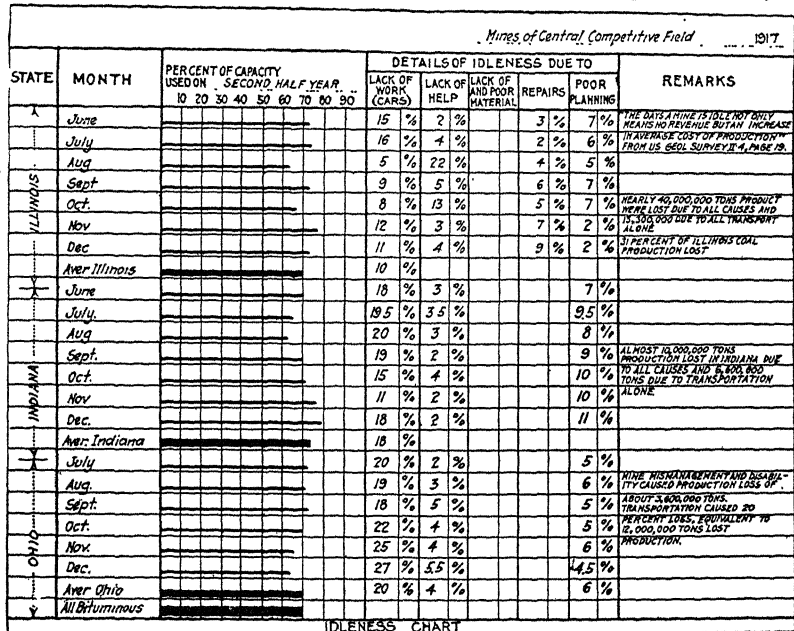 Mines of Central Competitive Field 1917
STATE MONTH PERCENT OF CAPACITY USED ON SECOND HALF YEAR 10 20 30 40 50 60 70 80 90 DETAILS OF IDLENESS DUE TO LACK OF WORK (CARS) LACK OF HELP LACK OF AND POOR MATERIAL REPAIRS POOR PLANNING REMARKS
ILLINOIS
June 15 % 2 % 3 % 7 % THE DAYS A MINE IS IDLE NOT ONLY MEANS NO REVENUE BUT AN INCREASE
July 16 % 4 % 2 % 6 % IN AVERAGE COST OF PRODUCTION" FROM US GEOL SURVEY II-4, PAGE 19.
Aug 5 % 22 % 4 % 5 %
Sept 9 % 5 % 6 % 7 %
Oct. 8 % 13 % 5 % 7 % NEARLY 40,000,000 TONS PRODUCT WERE LOST DUE TO ALL CAUSES AND
Nov 12 % 3 % 7 % 2 % 13,300,000 DUE TO ALL TRANSPORT ALONE
Dec 11 % 4 % 9 % 2 % 31 PERCENT OF ILLINOIS COAL PRODUCTION LOST
Aver Illinois 10 %
INDIANA
June 18 % 3 % 7 %
July. 19.5 % 3.5 % 9.5 %
Aug 20 % 3 % 8 %
Sept. 19 % 2 % 9 % ALMOST 10,000,000 TONS PRODUCTION LOST IN INDIANA DUE
Oct. 15 % 4 % 10 % TO ALL CAUSES AND 6,600,000 TONS DUE TO TRANSPORTATION
Nov 11 % 2 % 10 % ALONE
Dec. 18 % 2 % 11 %
Aver. Indiana 18 %
OHIO
July 20 % 2 % 5 %
Aug. 19 % 3 % 6 % MINE MISMANAGEMENT AND DISABILITY CAUSED PRODUCTION LOSS OF
Sept. 18 % 5 % 5 % ABOUT 3,600,000 TONS. TRANSPORTATION CAUSED 20
Oct. 22 % 4 % 5 % PERCENT LOSS, EQUIVALENT TO 12,000,000 TONS LOST
Nov. 25 % 4 % 6 % PRODUCTION.
Dec. 27 % 5.5 % 4.5 %
Aver Ohio 20 % 4 % 6 %
All Bituminous
IDLENESS CHART